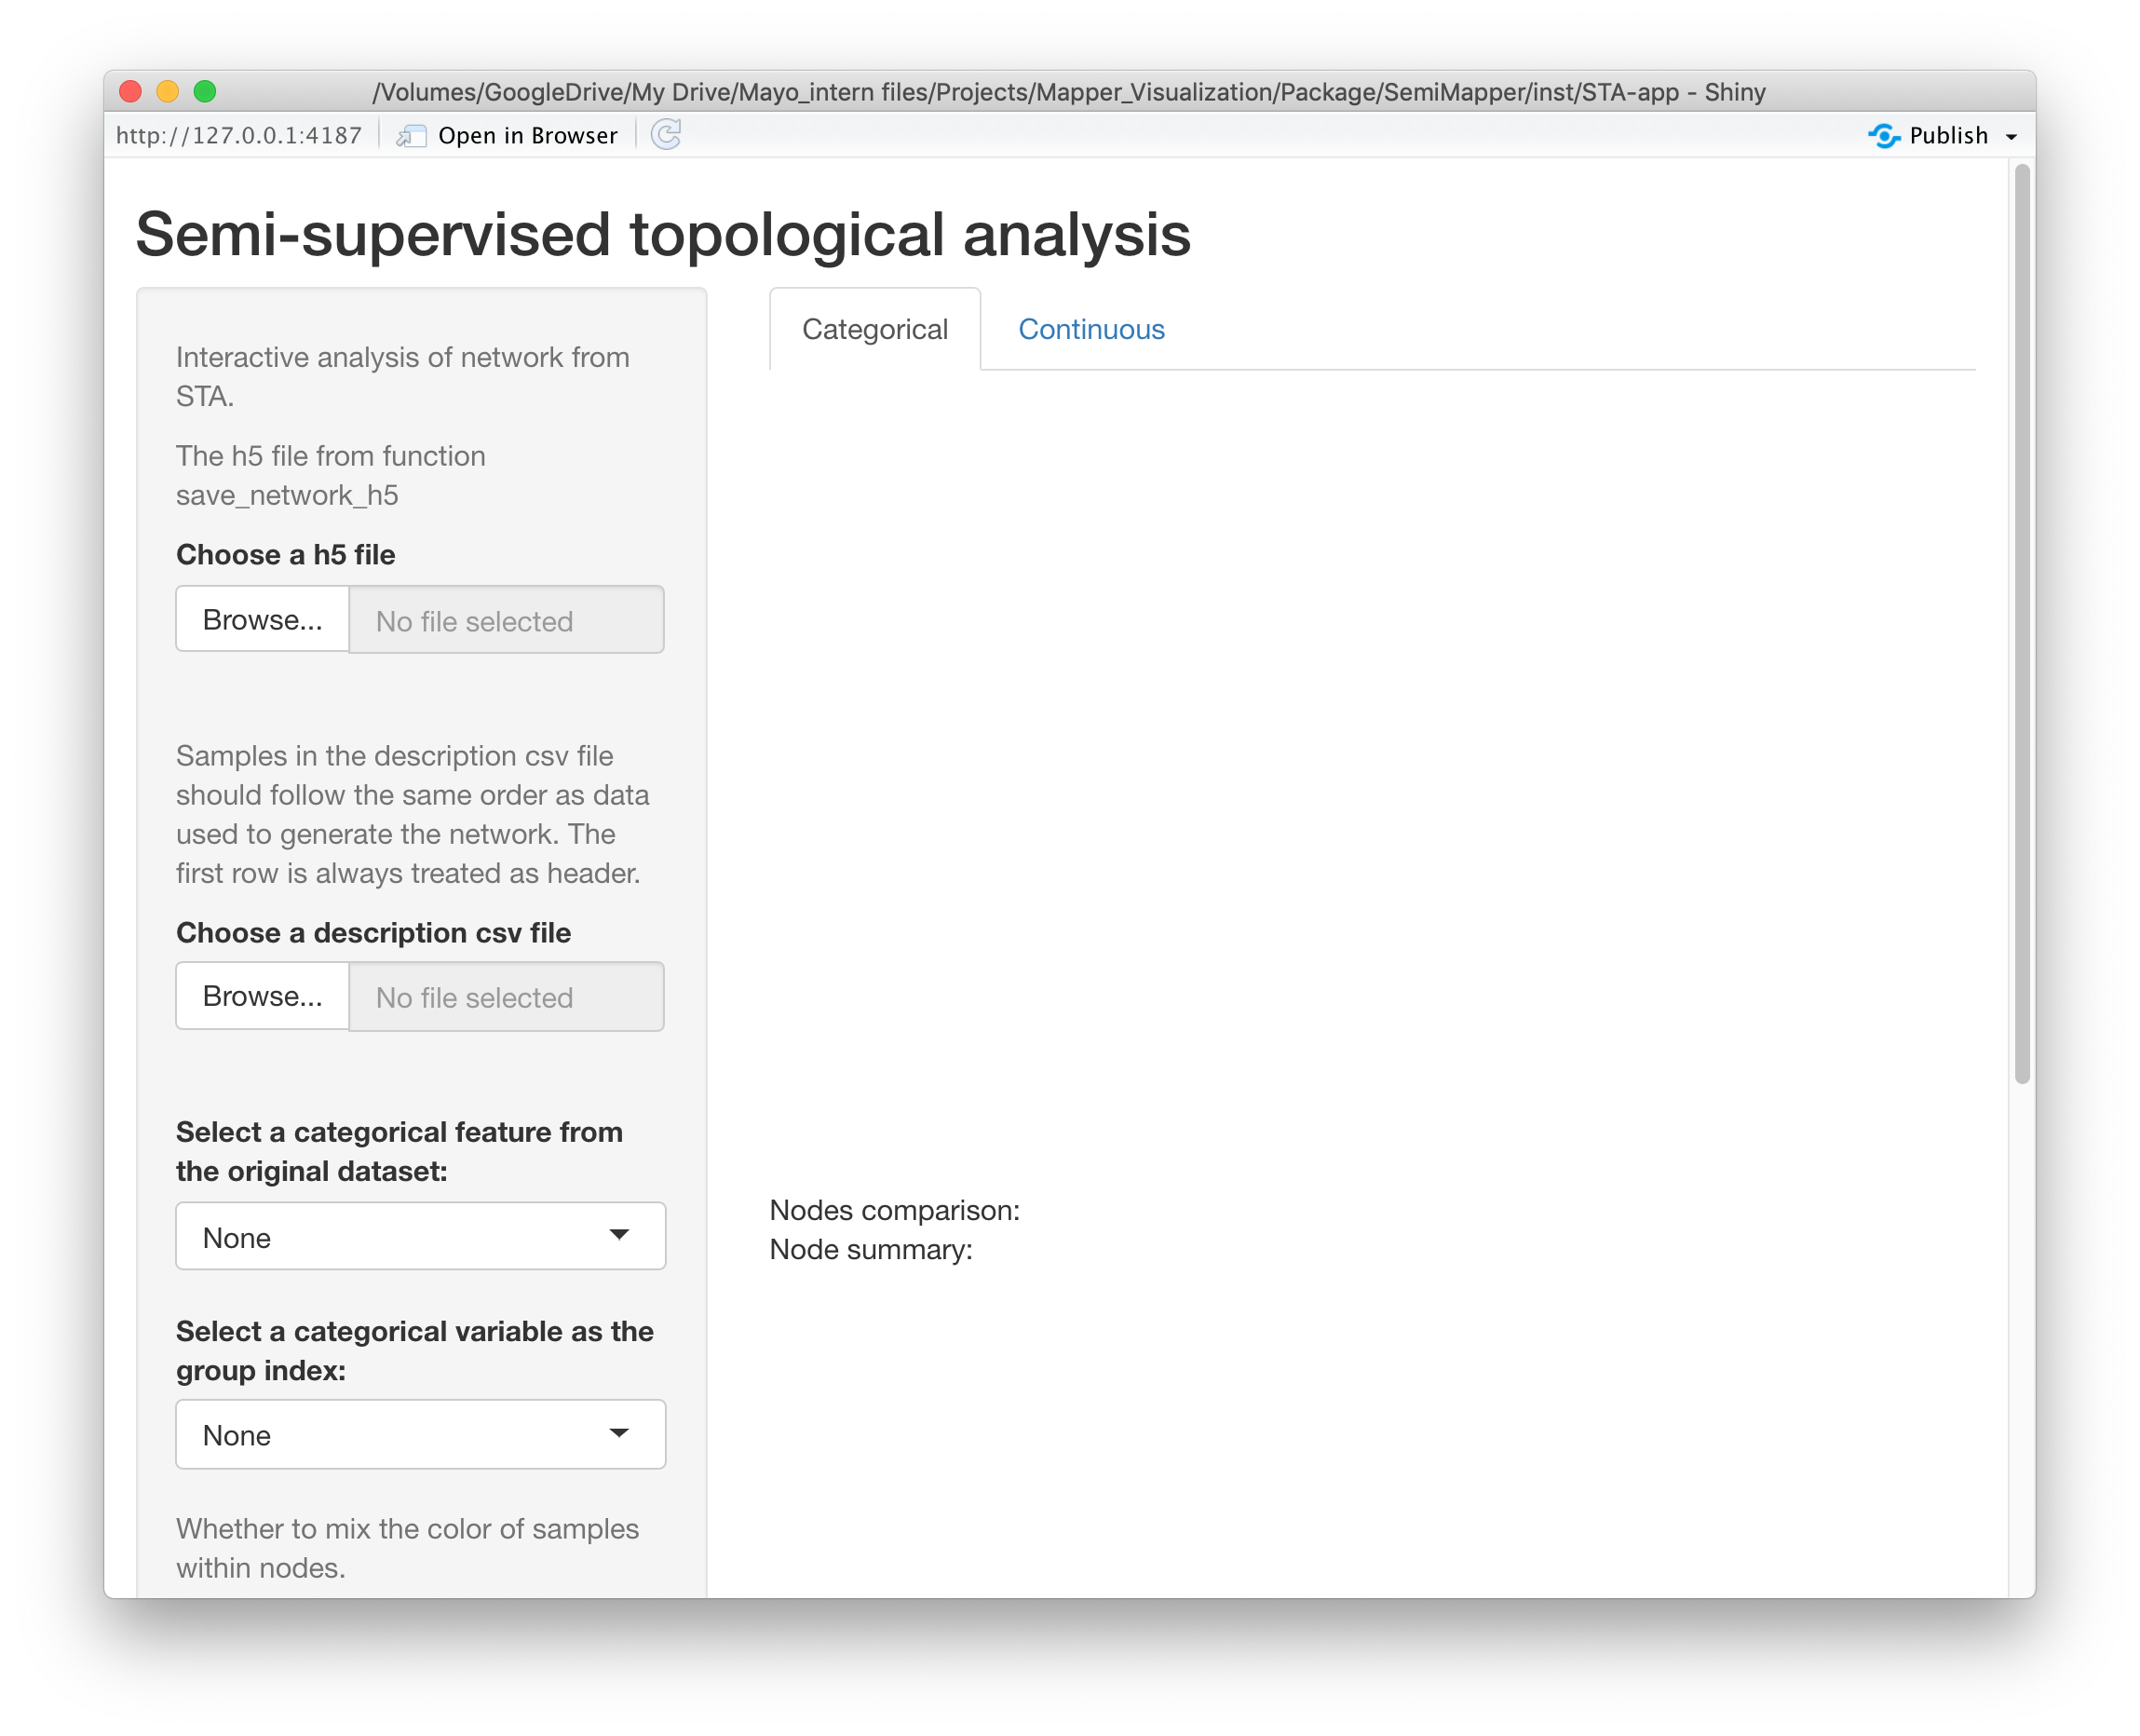 /Volumes/GoogleDrive/My Drive/Mayo_intern files/Projects/Mapper_Visualization/Package/SemiMapper/inst/STA-app - Shiny
http://127.0.0.1:4187 Open in Browser Publish
Semi-supervised topological analysis
Interactive analysis of network from
STA.
The h5 file from function
save_network_h5
Choose a h5 file
Browse... No file selected
Samples in the description csv file
should follow the same order as data
used to generate the network. The
first row is always treated as header.
Choose a description csv file
Browse... No file selected
Select a categorical feature from
the original dataset:
None
Select a categorical variable as the
group index:
None
Whether to mix the color of samples
within nodes.
Categorical Continuous
Nodes comparison:
Node summary: